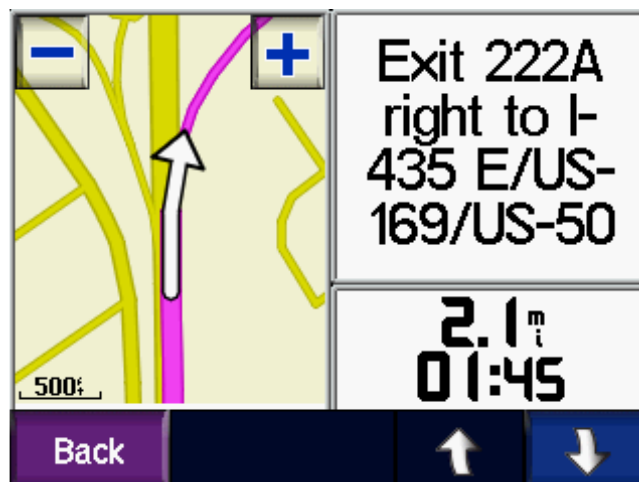 Exit 222A
right to I-
435 E/US-
169/US-50
2.1 mi
01:45
500ft
Back